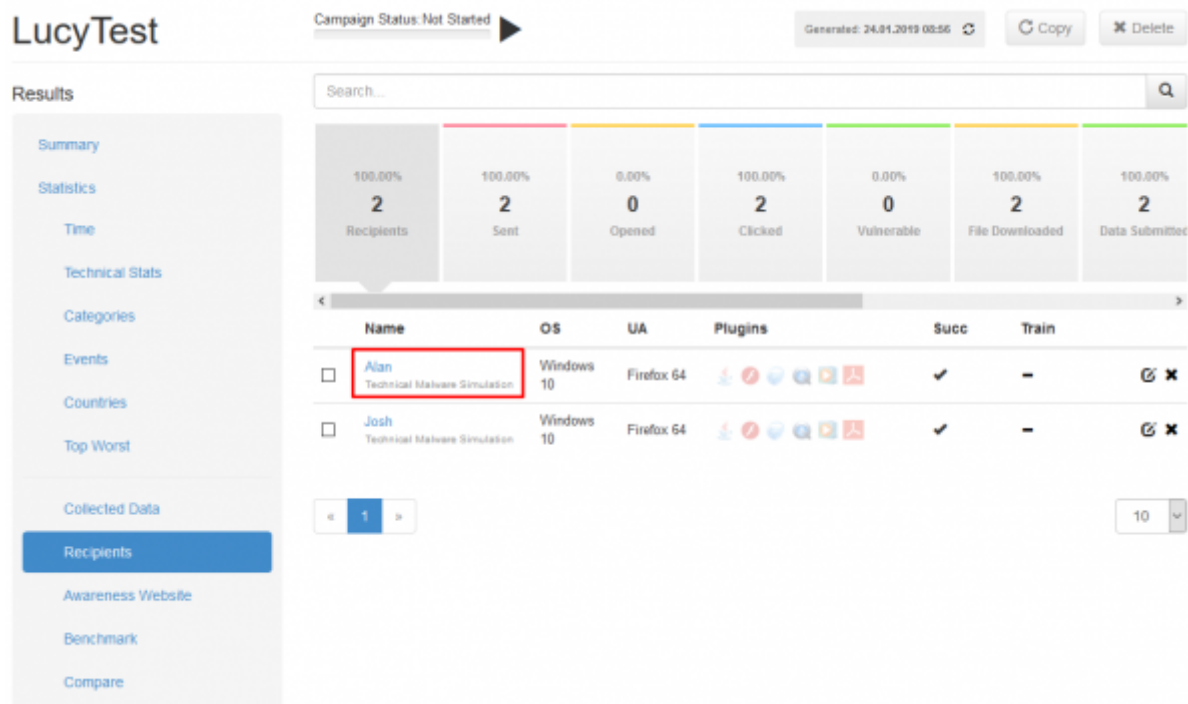 LucyTest
Campaign Status: Not Started
Generated: 24.01.2019 08:56
Copy
Delete
Results
Search...
Summary
Statistics
Time
Technical Stats
Categories
Events
Countries
Top Worst
Collected Data
Recipients
Awareness Website
Benchmark
Compare
100.00%
2
Recipients
100.00%
2
Sent
0.00%
0
Opened
100.00%
2
Clicked
0.00%
0
Vulnerable
100.00%
2
File Downloaded
100.00%
2
Data Submitted
Name OS UA Plugins Succ Train
Alan Windows 10 Firefox 64
Technical Malware Simulation
Josh Windows 10 Firefox 64
Technical Malware Simulation
« 1 »
10